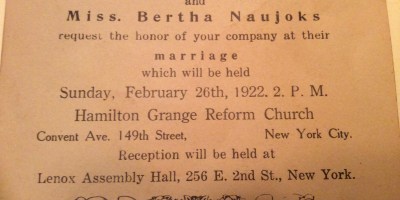 and
Miss. Bertha Naujoks
request the honor of your company at their
marriage
which will be held
Sunday, February 26th, 1922, 2. P. M.
Hamilton Grange Reform Church
Convent Ave. 149th Street, New York City.
Reception will be held at
Lenox Assembly Hall, 256 E. 2nd St., New York.